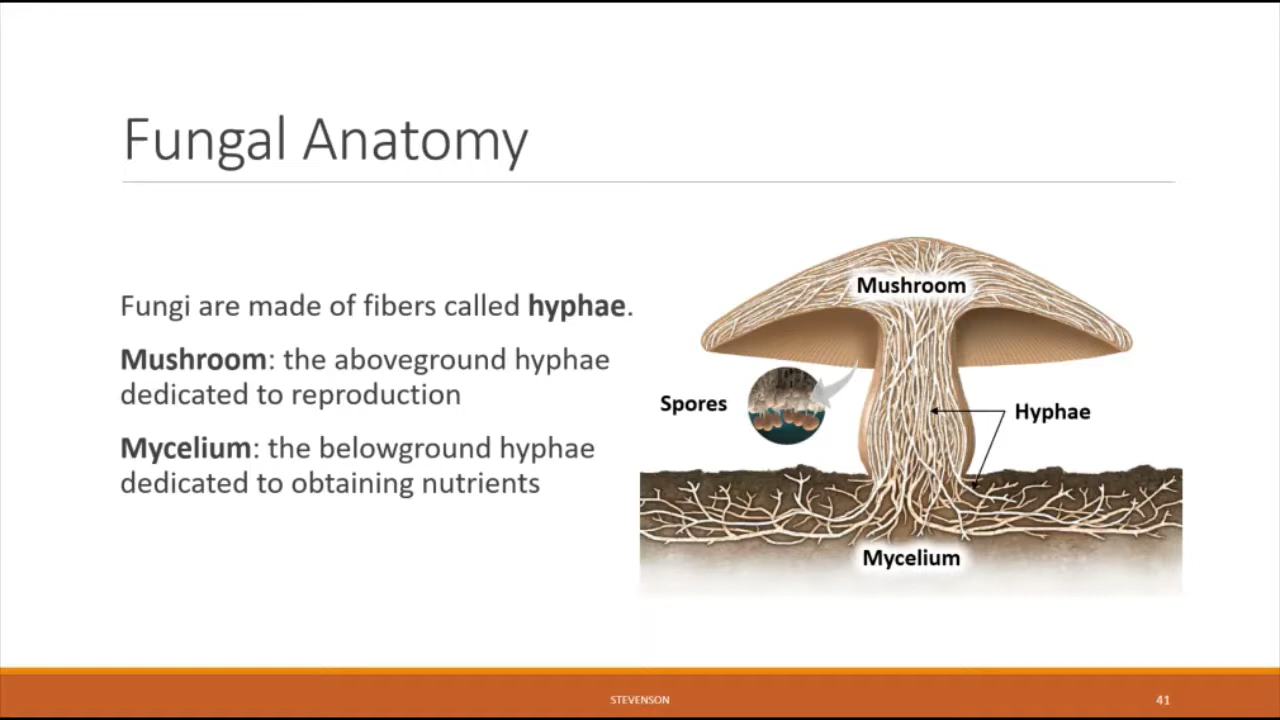 Fungal Anatomy
Fungi are made of fibers called hyphae.
Mushroom: the aboveground hyphae
dedicated to reproduction
Mycelium: the belowground hyphae
dedicated to obtaining nutrients
Mushroom
Spores
Hyphae
Mycelium
STEVENSON
41